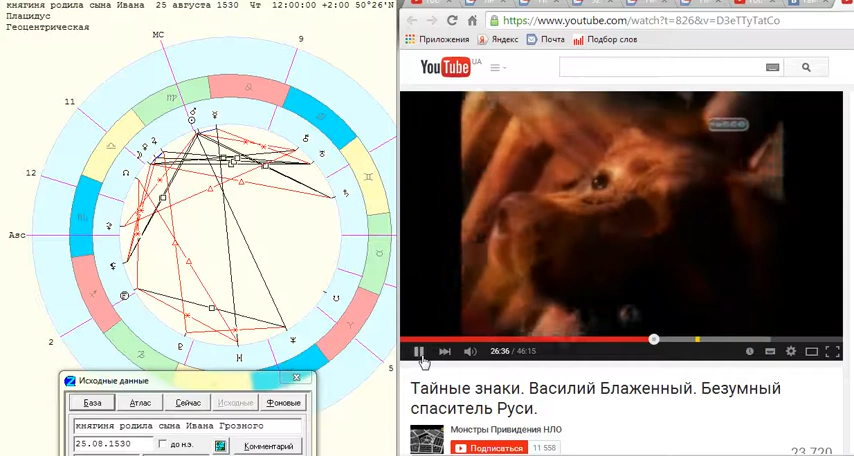 княгиня родила сына Ивана 25 августа 1530 Чт 12:00:00 +2:00 50°26'N
Плацидус
Геоцентрическая
MC
9
11
12
Asc
2
5
Исходные данные
База Атлас Сейчас Исходные Фоновые
княгиня родила сына Ивана Грозного
25.08.1530 до н.э. Комментарий
https://www.youtube.com/watch?t=826&v=D3eTTyTatCo
Приложения Яндекс Почта Подбор слов
YouTube UA
26:36 / 46:15
Тайные знаки. Василий Блаженный. Безумный
спаситель Руси.
Монстры Привидения НЛО
Подписаться 11 558
23 720